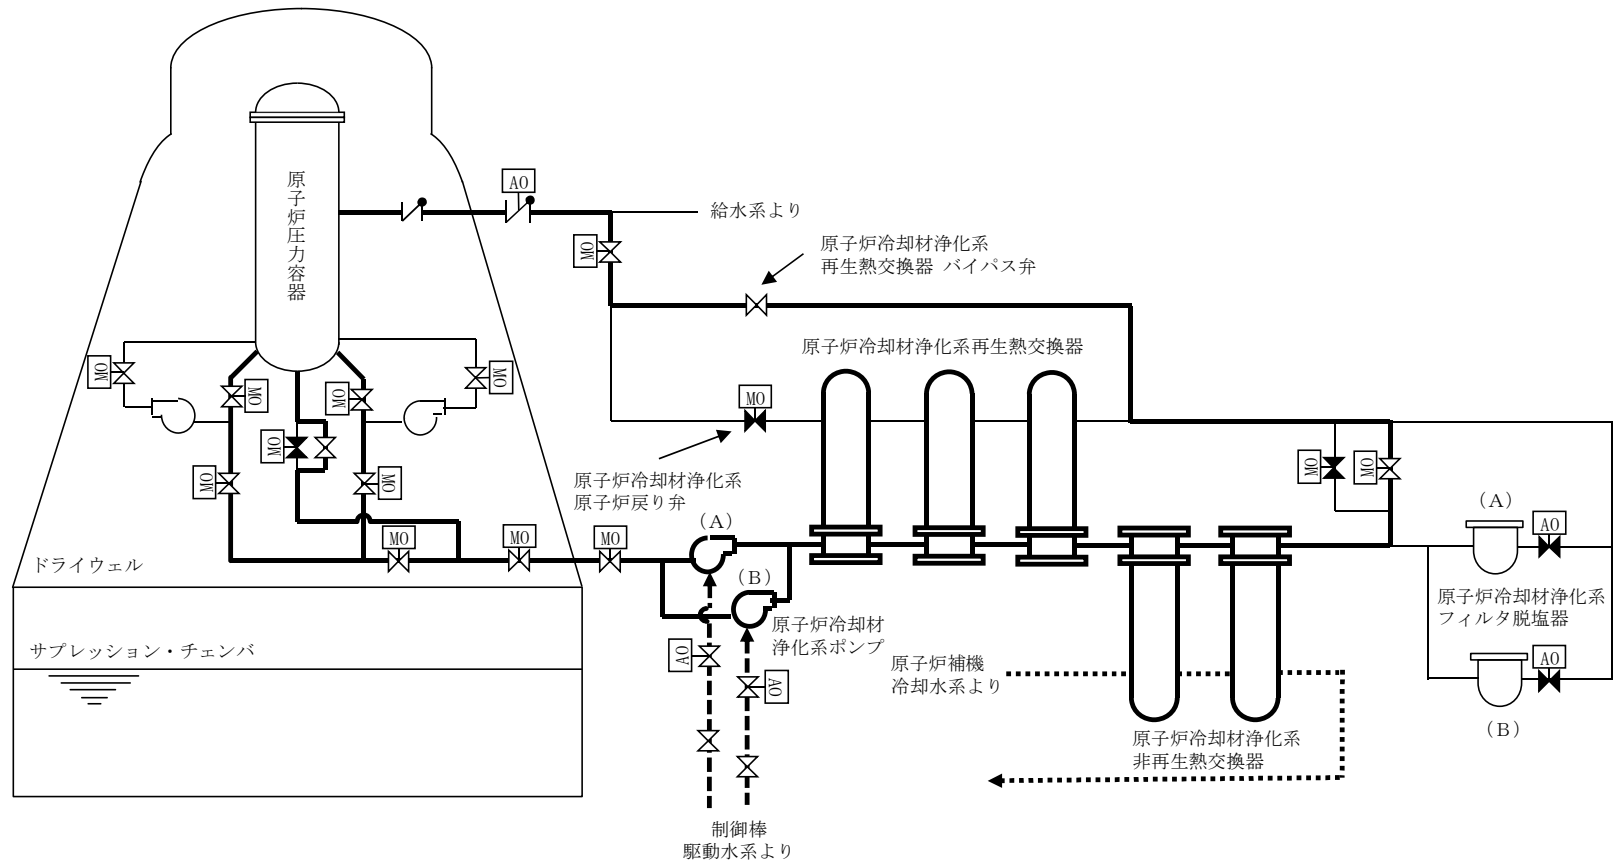 原子炉圧力容器
AO
給水系より
MO
原子炉冷却材浄化系
再生熱交換器 バイパス弁
原子炉冷却材浄化系再生熱交換器
MO
MO
MO
MO
MO
MO
MO
MO
MO
MO
MO
原子炉冷却材浄化系
原子炉戻り弁
(A)
MO
MO
MO
(A)
AO
ドライウェル
(B)
原子炉冷却材浄化系
フィルタ脱塩器
原子炉冷却材
浄化系ポンプ
サプレッション・チェンバ
AO
AO
AO
原子炉補機
冷却水系より
(B)
原子炉冷却材浄化系
非再生熱交換器
制御棒
駆動水系より